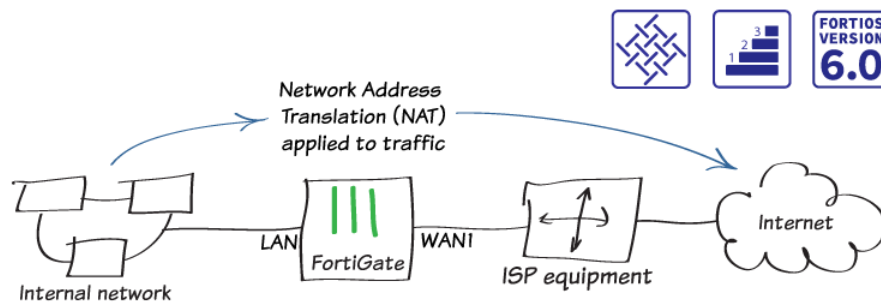 3
2
1
FORTIOS
VERSION
6.0
Network Address
Translation (NAT)
applied to traffic
LAN
FortiGate
WAN1
ISP equipment
Internet
Internal network